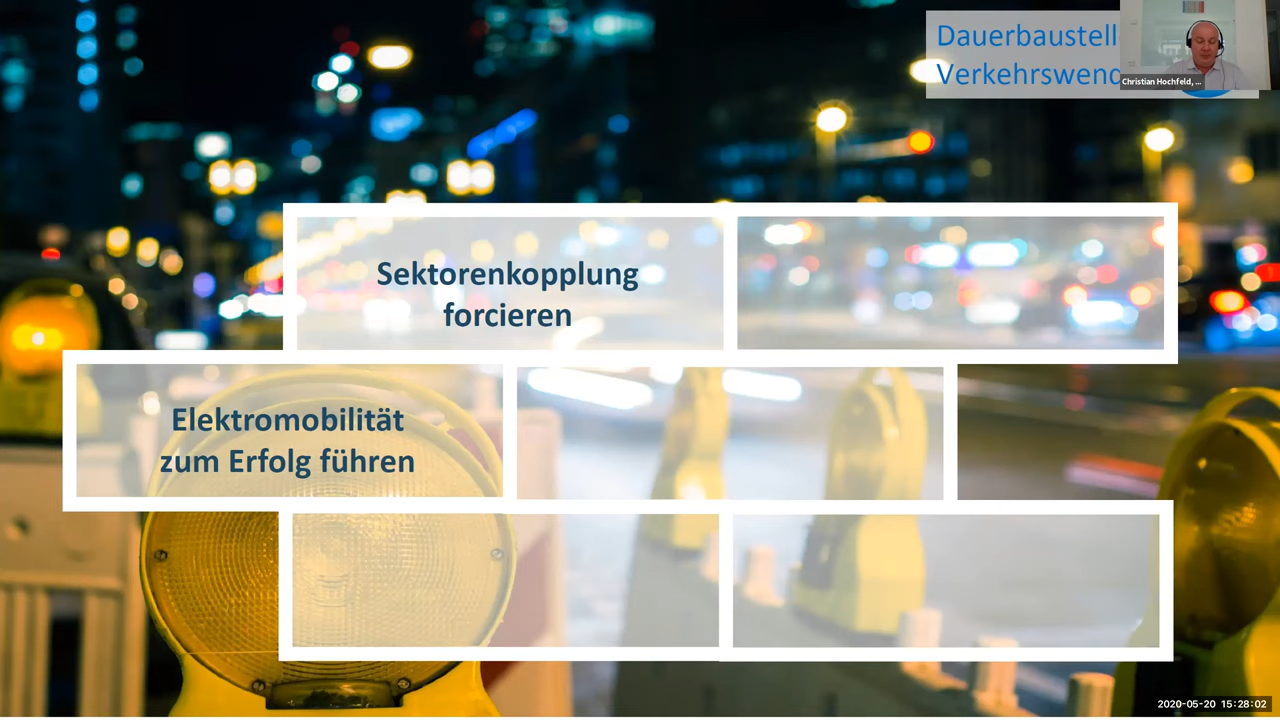 Dauerbaustell
Verkehrswend
Christian Hochfeld, ...
Sektorenkopplung
forcieren
Elektromobilität
zum Erfolg führen
2020-05-20 15:28:02